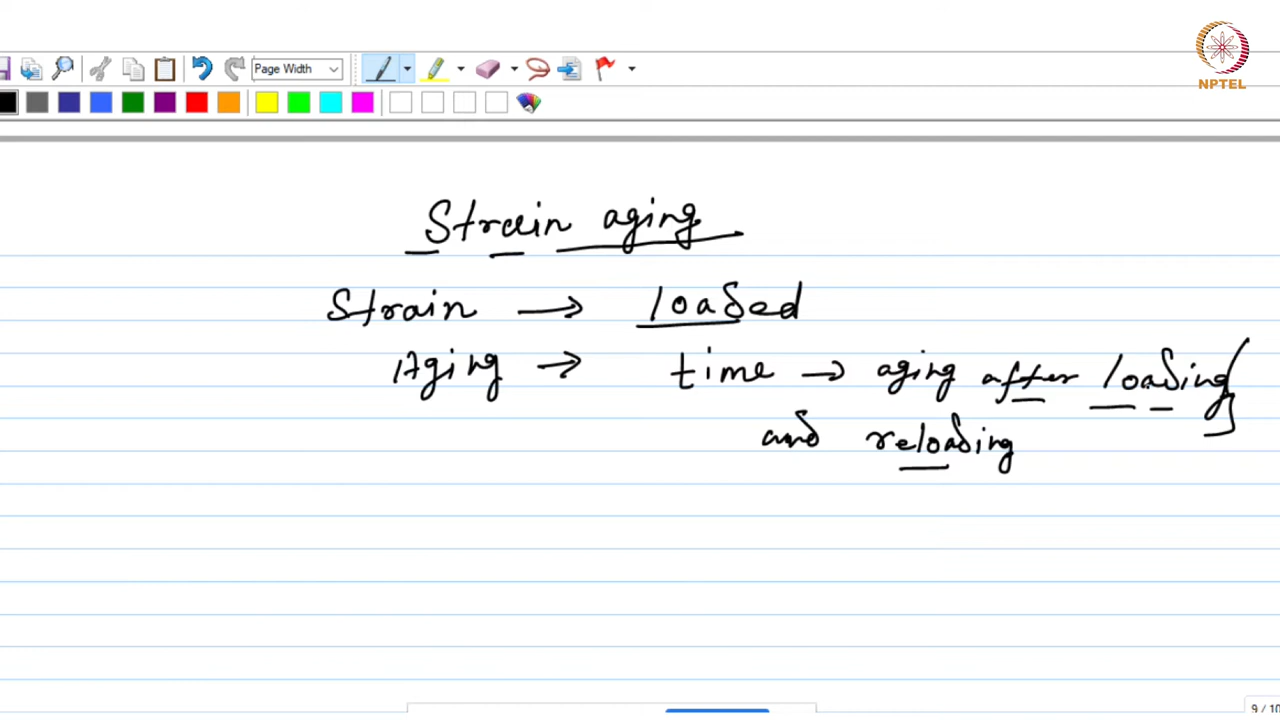 NPTEL
Page Width
Strain aging
Strain → loaded
Aging → time → aging after loading
and reloading
9 / 10